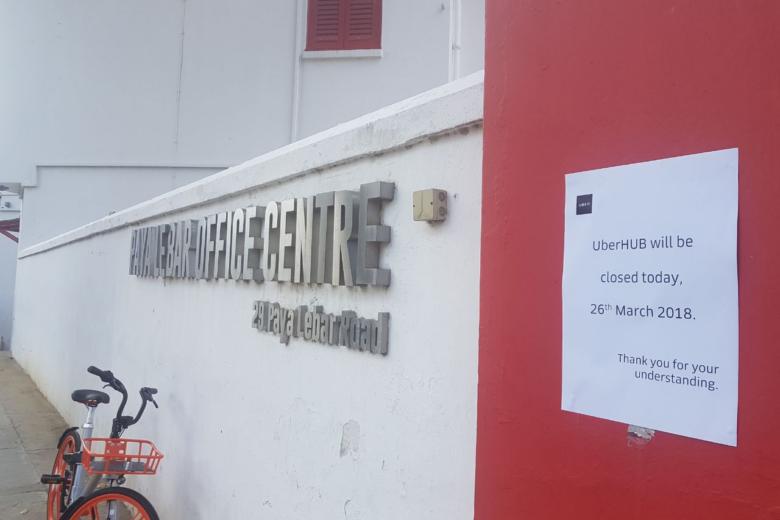 PAYA LEBAR OFFICE CENTRE
29 Paya Lebar Road
UBER
UberHUB will be
closed today,
26th March 2018.
Thank you for your
understanding.